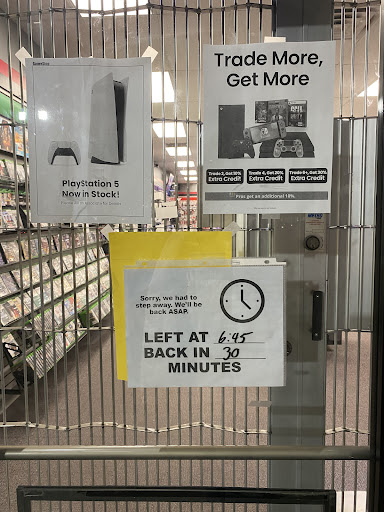 GameStop
PlayStation 5
Now in Stock!
Trade More,
Get More
Trade 3, Get 10%
Extra Credit
Trade 4, Get 20%
Extra Credit
Trade 5+, Get 30%
Extra Credit
Pros get an additional 10%.
Sorry, we had to
step away. We'll be
back ASAP.
LEFT AT 6:45
BACK IN 30
MINUTES